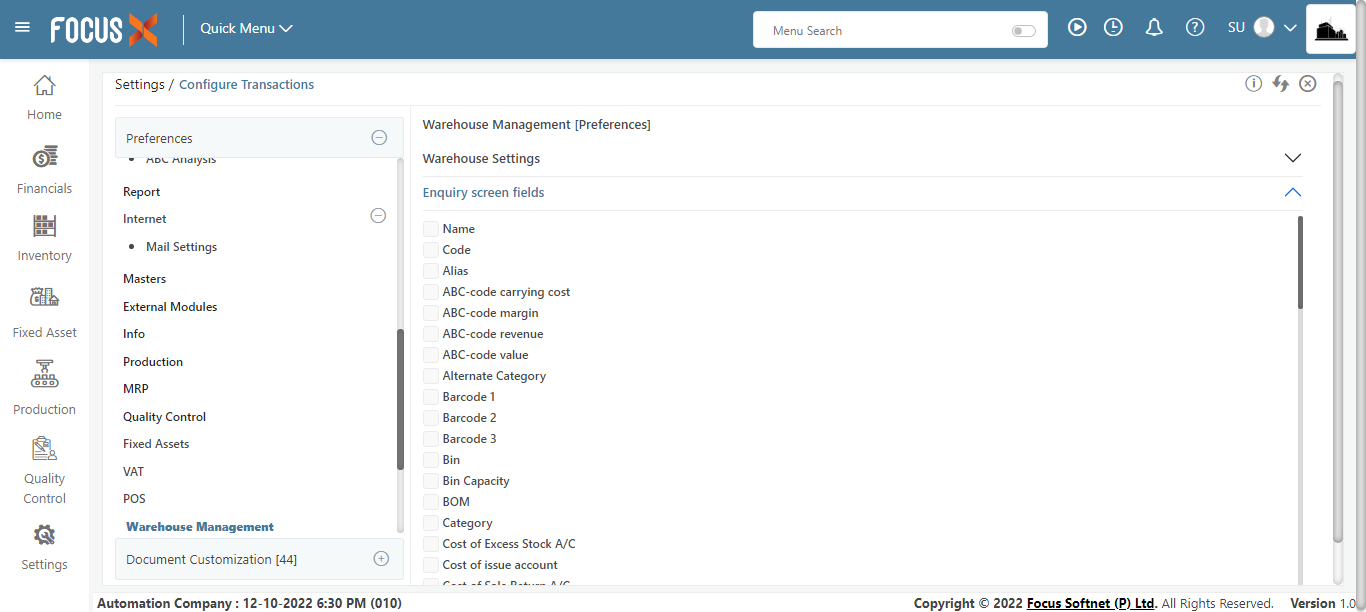 FOCUS X
Quick Menu
Menu Search
SU
Home
Financials
Inventory
Fixed Asset
Production
Quality
Control
Settings
Settings / Configure Transactions
Preferences
ABC Analysis
Report
Internet
Mail Settings
Masters
External Modules
Info
Production
MRP
Quality Control
Fixed Assets
VAT
POS
Warehouse Management
Document Customization [44]
Warehouse Management [Preferences]
Warehouse Settings
Enquiry screen fields
Name
Code
Alias
ABC-code carrying cost
ABC-code margin
ABC-code revenue
ABC-code value
Alternate Category
Barcode 1
Barcode 2
Barcode 3
Bin
Bin Capacity
BOM
Category
Cost of Excess Stock A/C
Cost of issue account
Cost of Sale Return A/C
Automation Company : 12-10-2022 6:30 PM (010)
Copyright © 2022 Focus Softnet (P) Ltd. All Rights Reserved. Version 1.0